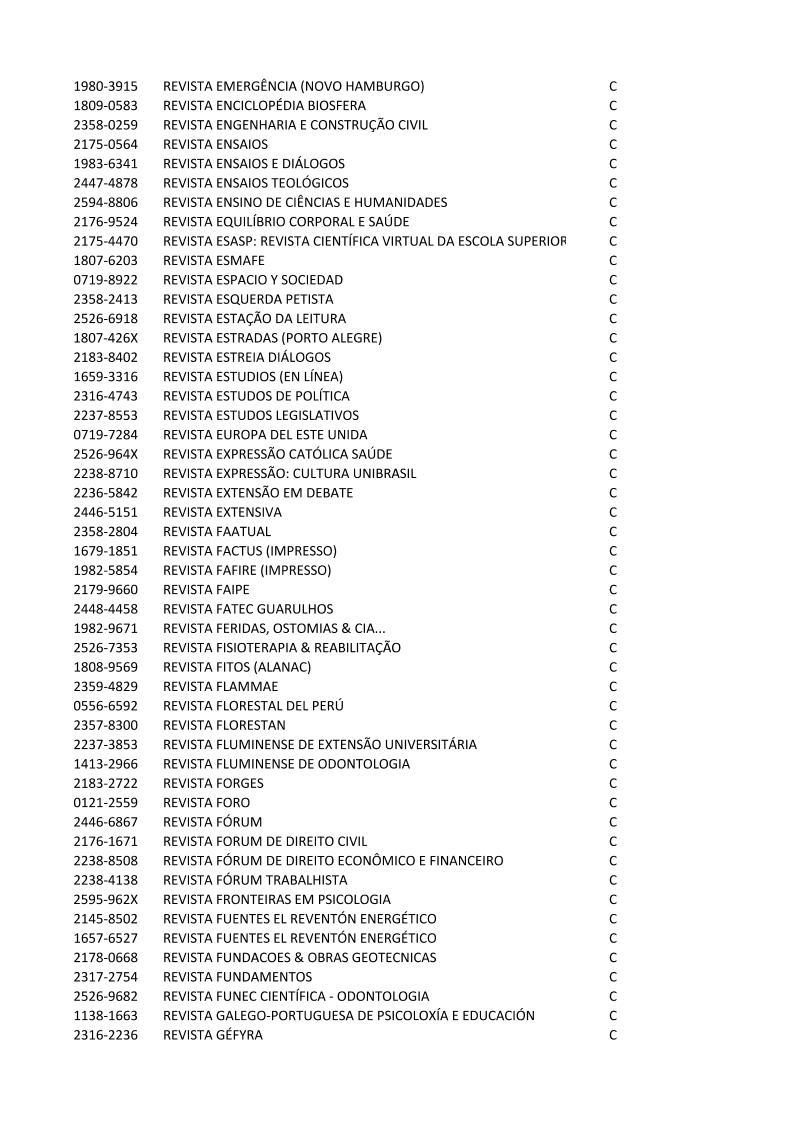 1980-3915 REVISTA EMERGÊNCIA (NOVO HAMBURGO) C
1809-0583 REVISTA ENCICLOPÉDIA BIOSFERA C
2358-0259 REVISTA ENGENHARIA E CONSTRUÇÃO CIVIL C
2175-0564 REVISTA ENSAIOS C
1983-6341 REVISTA ENSAIOS E DIÁLOGOS C
2447-4878 REVISTA ENSAIOS TEOLÓGICOS C
2594-8806 REVISTA ENSINO DE CIÊNCIAS E HUMANIDADES C
2176-9524 REVISTA EQUILÍBRIO CORPORAL E SAÚDE C
2175-4470 REVISTA ESASP: REVISTA CIENTÍFICA VIRTUAL DA ESCOLA SUPERIOR C
1807-6203 REVISTA ESMAFE C
0719-8922 REVISTA ESPACIO Y SOCIEDAD C
2358-2413 REVISTA ESQUERDA PETISTA C
2526-6918 REVISTA ESTAÇÃO DA LEITURA C
1807-426X REVISTA ESTRADAS (PORTO ALEGRE) C
2183-8402 REVISTA ESTREIA DIÁLOGOS C
1659-3316 REVISTA ESTUDIOS (EN LÍNEA) C
2316-4743 REVISTA ESTUDOS DE POLÍTICA C
2237-8553 REVISTA ESTUDOS LEGISLATIVOS C
0719-7284 REVISTA EUROPA DEL ESTE UNIDA C
2526-964X REVISTA EXPRESSÃO CATÓLICA SAÚDE C
2238-8710 REVISTA EXPRESSÃO: CULTURA UNIBRASIL C
2236-5842 REVISTA EXTENSÃO EM DEBATE C
2446-5151 REVISTA EXTENSIVA C
2358-2804 REVISTA FAATUAL C
1679-1851 REVISTA FACTUS (IMPRESSO) C
1982-5854 REVISTA FAFIRE (IMPRESSO) C
2179-9660 REVISTA FAIPE C
2448-4458 REVISTA FATEC GUARULHOS C
1982-9671 REVISTA FERIDAS, OSTOMIAS & CIA... C
2526-7353 REVISTA FISIOTERAPIA & REABILITAÇÃO C
1808-9569 REVISTA FITOS (ALANAC) C
2359-4829 REVISTA FLAMMAE C
0556-6592 REVISTA FLORESTAL DEL PERÚ C
2357-8300 REVISTA FLORESTAN C
2237-3853 REVISTA FLUMINENSE DE EXTENSÃO UNIVERSITÁRIA C
1413-2966 REVISTA FLUMINENSE DE ODONTOLOGIA C
2183-2722 REVISTA FORGES C
0121-2559 REVISTA FORO C
2446-6867 REVISTA FÓRUM C
2176-1671 REVISTA FORUM DE DIREITO CIVIL C
2238-8508 REVISTA FÓRUM DE DIREITO ECONÔMICO E FINANCEIRO C
2238-4138 REVISTA FÓRUM TRABALHISTA C
2595-962X REVISTA FRONTEIRAS EM PSICOLOGIA C
2145-8502 REVISTA FUENTES EL REVENTÓN ENERGÉTICO C
1657-6527 REVISTA FUENTES EL REVENTÓN ENERGÉTICO C
2178-0668 REVISTA FUNDACOES & OBRAS GEOTECNICAS C
2317-2754 REVISTA FUNDAMENTOS C
2526-9682 REVISTA FUNEC CIENTÍFICA - ODONTOLOGIA C
1138-1663 REVISTA GALEGO-PORTUGUESA DE PSICOLOXÍA E EDUCACIÓN C
2316-2236 REVISTA GÉFYRA C